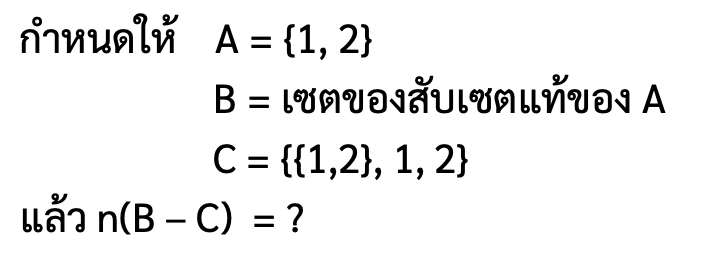 กำหนดให้ A = {1, 2}
B = เซตของสับเซตแท้ของ A
C = {{1,2}, 1, 2}
แล้ว n(B – C) = ?